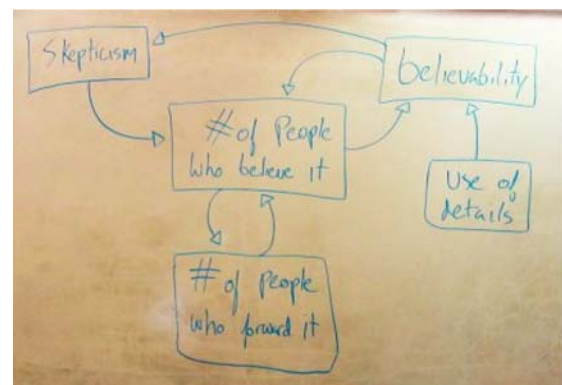 Skepticism
believability
# of People
who believe it
Use of
details
# of People
who forward it